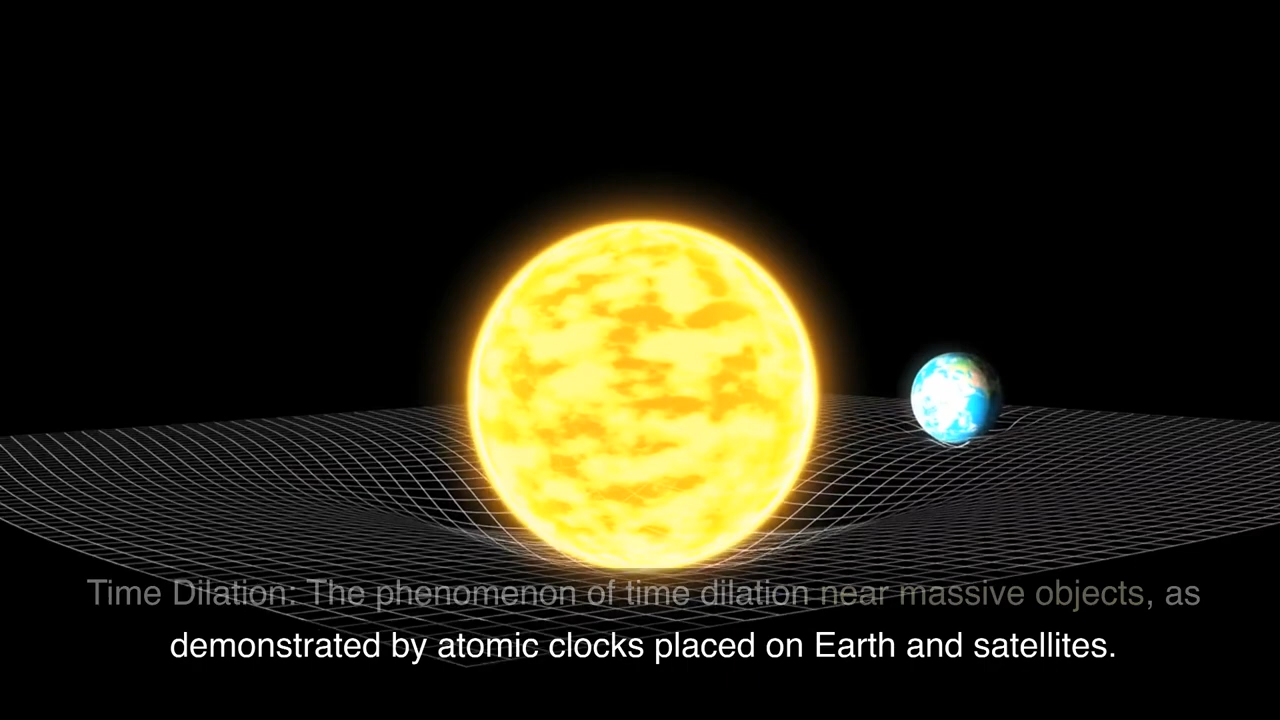 Time Dilation: The phenomenon of time dilation near massive objects, as
demonstrated by atomic clocks placed on Earth and satellites.